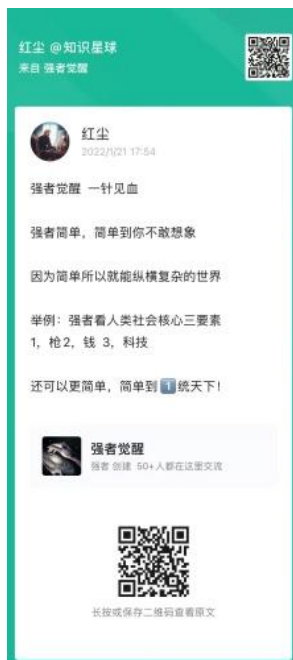 红尘 @知识星球
来自 强者觉醒
红尘
2022/1/21 17:54
强者觉醒 一针见血
强者简单，简单到你不敢想象
因为简单所以就能纵横复杂的世界
举例：强者看人类社会核心三要素
1，枪2，钱 3，科技
还可以更简单，简单到1️⃣统天下！
强者觉醒
强者 创建 50+人都在这里交流
长按或保存二维码查看原文